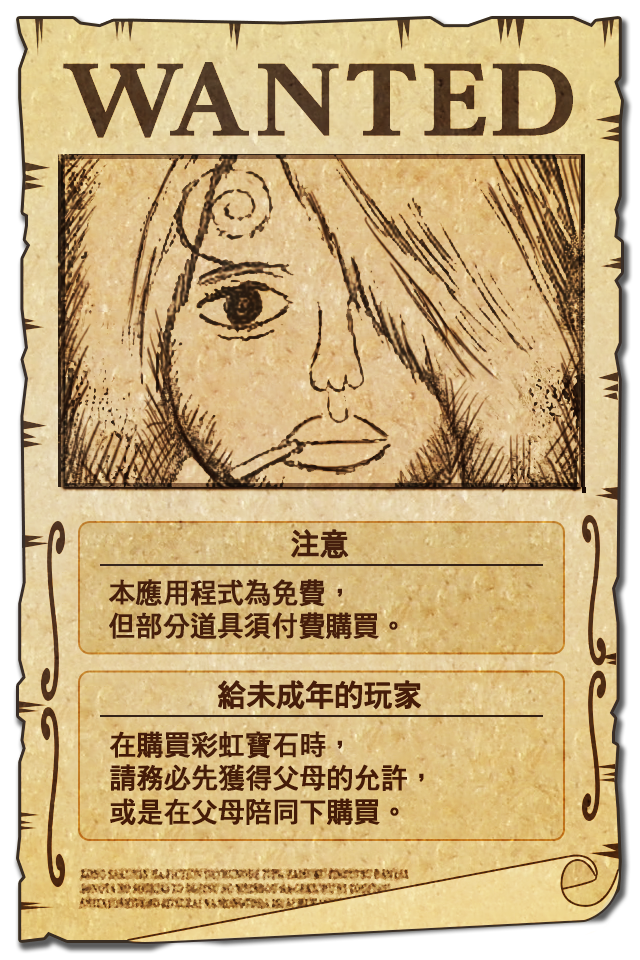 WANTED
注意
本應用程式為免費，
但部分道具須付費購買。
給未成年的玩家
在購買彩虹寶石時，
請務必先獲得父母的允許，
或是在父母陪同下購買。